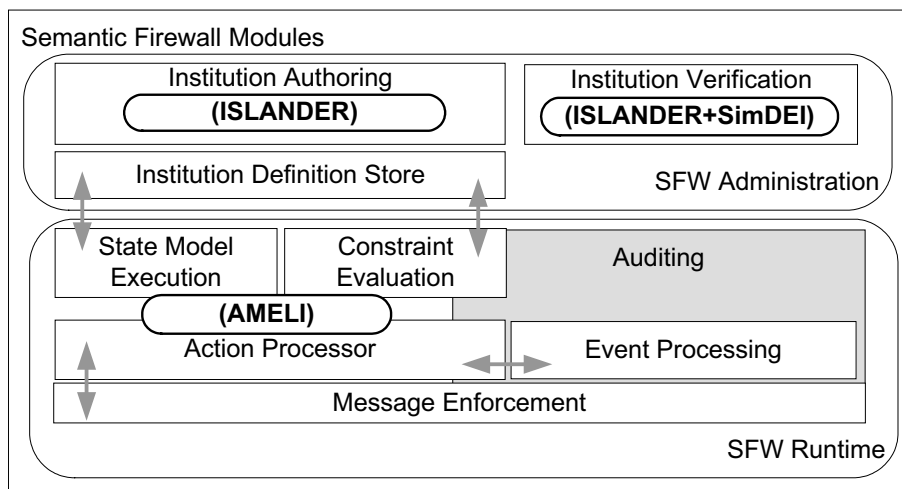 Semantic Firewall Modules
Institution Authoring
(ISLANDER)
Institution Verification
(ISLANDER+SimDEI)
Institution Definition Store
SFW Administration
State Model
Execution
Constraint
Evaluation
Auditing
(AMELI)
Action Processor
Event Processing
Message Enforcement
SFW Runtime